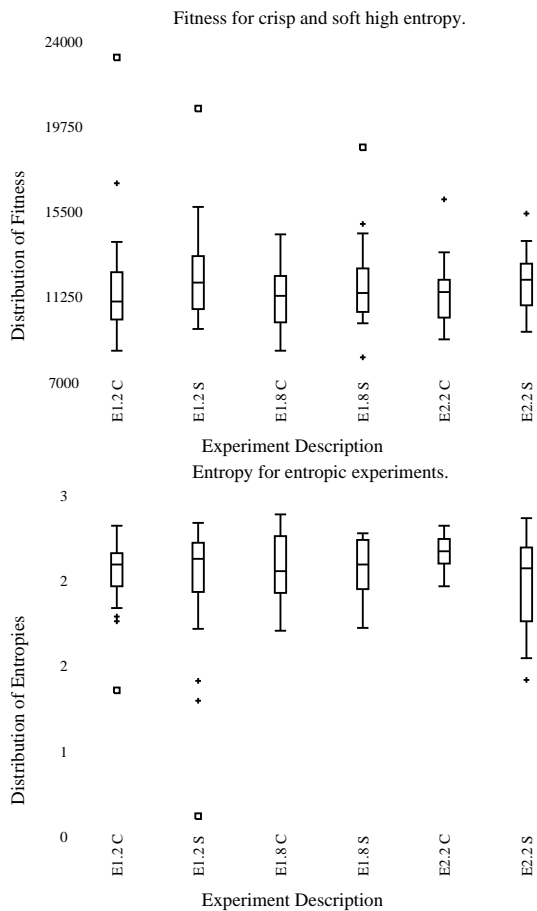 Fitness for crisp and soft high entropy.
24000
19750
15500
11250
7000
Distribution of Fitness
E1.2 C
E1.2 S
E1.8 C
E1.8 S
E2.2 C
E2.2 S
Experiment Description
Entropy for entropic experiments.
3
2
2
1
0
Distribution of Entropies
E1.2 C
E1.2 S
E1.8 C
E1.8 S
E2.2 C
E2.2 S
Experiment Description